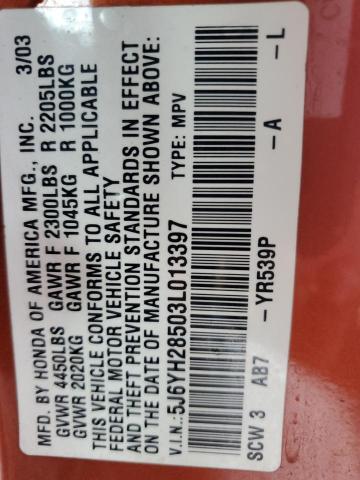 MFD. BY HONDA OF AMERICA MFG., INC. 3/03
GVWR 4450LBS GAWR F 2300LBS R 2205LBS
GVWR 2020KG GAWR F 1045KG R 1000KG
THIS VEHICLE CONFORMS TO ALL APPLICABLE
FEDERAL MOTOR VEHICLE SAFETY
AND THEFT PREVENTION STANDARDS IN EFFECT
ON THE DATE OF MANUFACTURE SHOWN ABOVE:
V.I.N.: 5J6YH28503L013397 TYPE: MPV
SCW 3 AB7 -YR539P -A -L